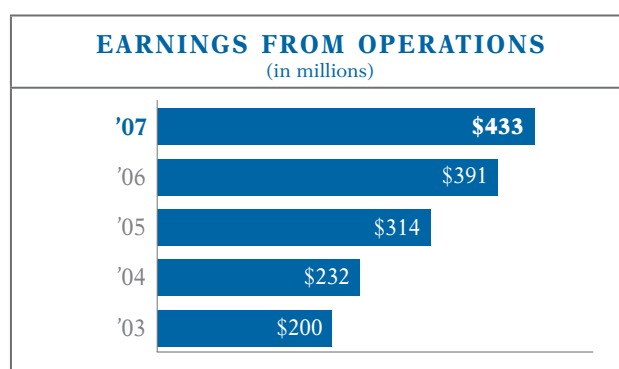 EARNINGS FROM OPERATIONS
(in millions)
’07 $433
’06 $391
’05 $314
’04 $232
’03 $200